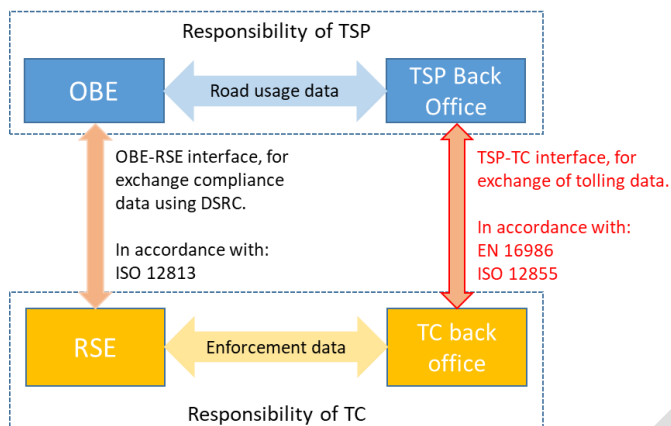 Responsibility of TSP
OBE
Road usage data
TSP Back
Office
OBE-RSE interface, for
exchange compliance
data using DSRC.
In accordance with:
ISO 12813
TSP-TC interface, for
exchange of tolling data.
In accordance with:
EN 16986
ISO 12855
RSE
Enforcement data
TC back
office
Responsibility of TC